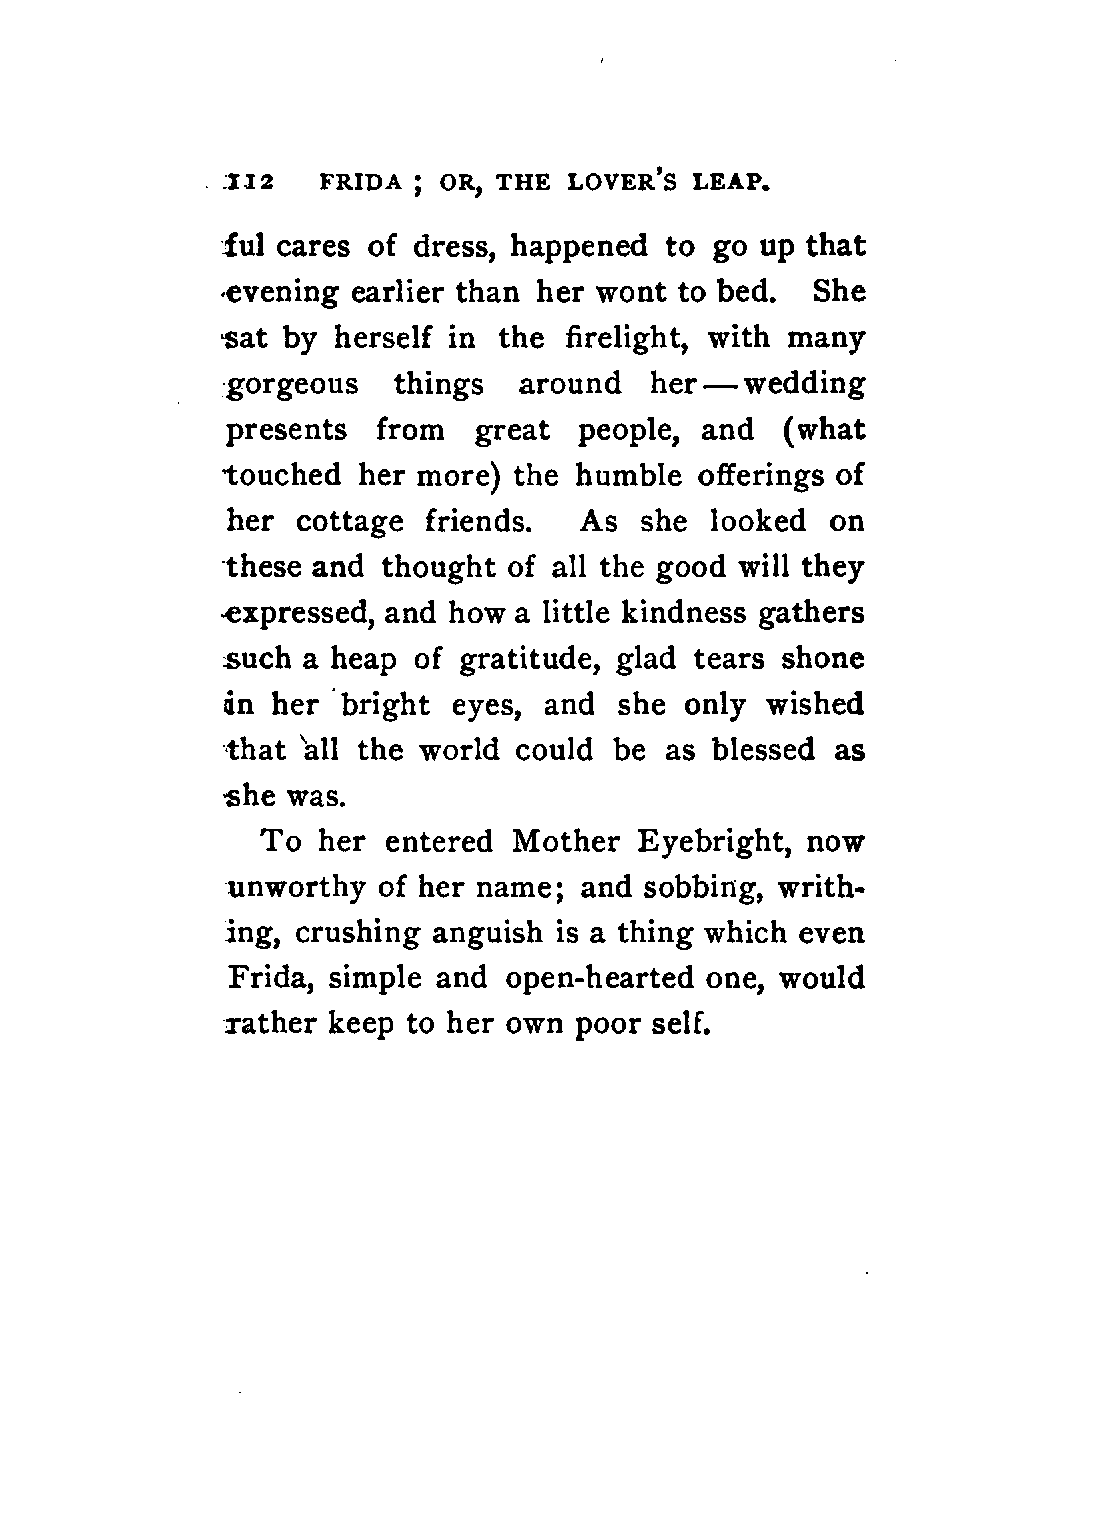 112 FRIDA ; OR, THE LOVER'S LEAP.
ful cares of dress, happened to go up that
evening earlier than her wont to bed. She
sat by herself in the firelight, with many
gorgeous things around her — wedding
presents from great people, and (what
touched her more) the humble offerings of
her cottage friends. As she looked on
these and thought of all the good will they
expressed, and how a little kindness gathers
such a heap of gratitude, glad tears shone
in her bright eyes, and she only wished
that all the world could be as blessed as
she was.
To her entered Mother Eyebright, now
unworthy of her name; and sobbing, writh-
ing, crushing anguish is a thing which even
Frida, simple and open-hearted one, would
rather keep to her own poor self.